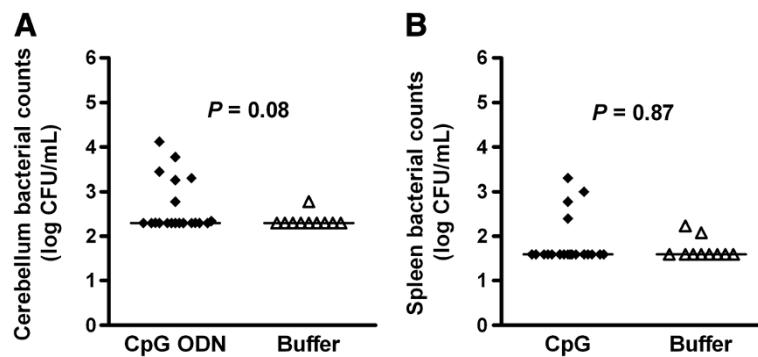 A
Cerebellum bacterial counts
(log CFU/mL)
6
5
4
3
2
1
0
P = 0.08
CpG ODN Buffer
B
Spleen bacterial counts
(log CFU/mL)
6
5
4
3
2
1
0
P = 0.87
CpG Buffer